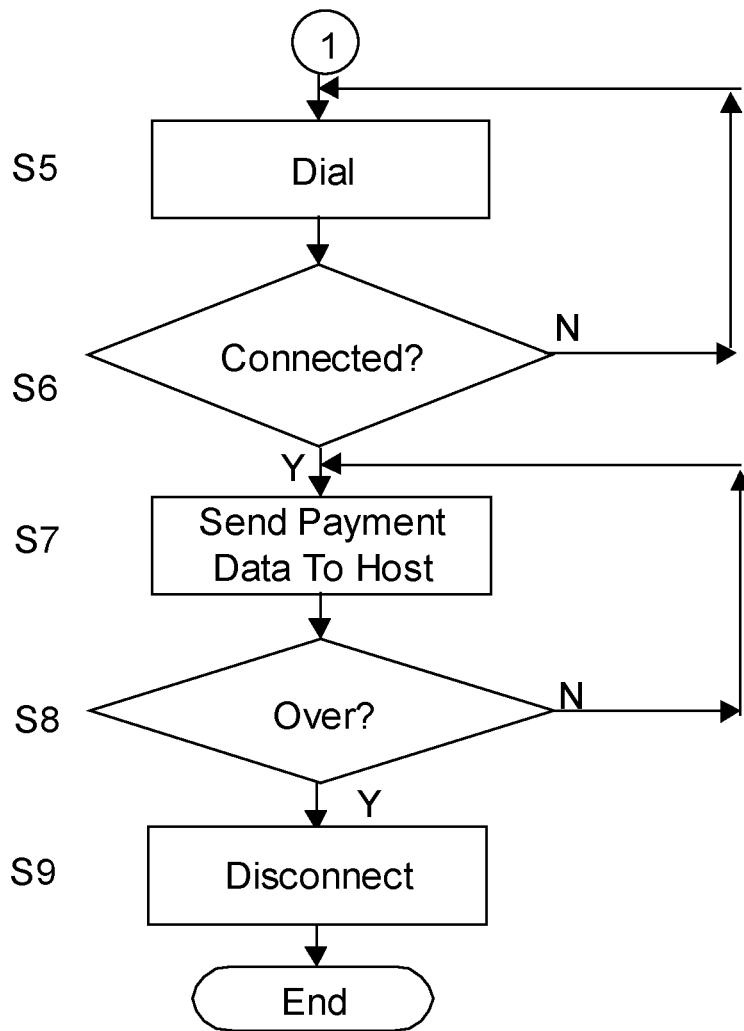 1
S5
Dial
Connected?
N
S6
Y
Send Payment
S7
Data To Host
Over?
N
S8
Y
S9
Disconnect
End